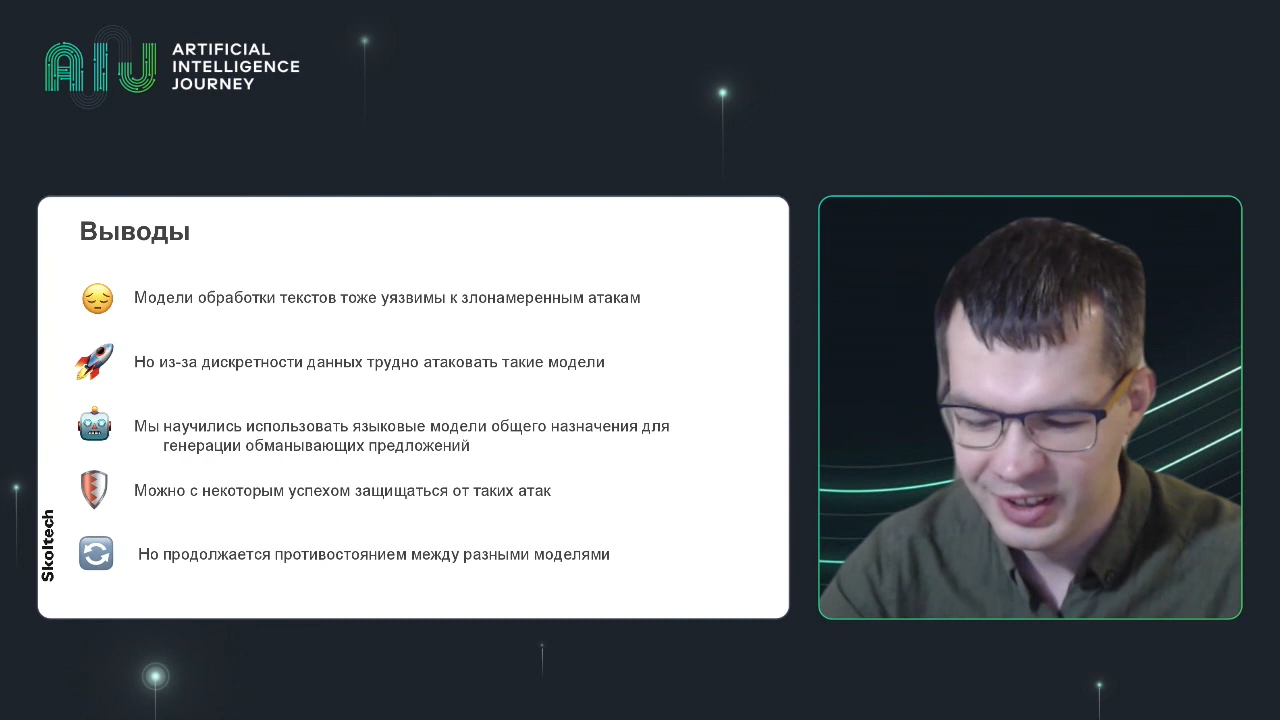 ARTIFICIAL
INTELLIGENCE
JOURNEY
Выводы
Модели обработки текстов тоже уязвимы к злонамеренным атакам
Но из-за дискретности данных трудно атаковать такие модели
Мы научились использовать языковые модели общего назначения для
генерации обманывающих предложений
Можно с некоторым успехом защищаться от таких атак
Но продолжается противостоянием между разными моделями
Skoltech